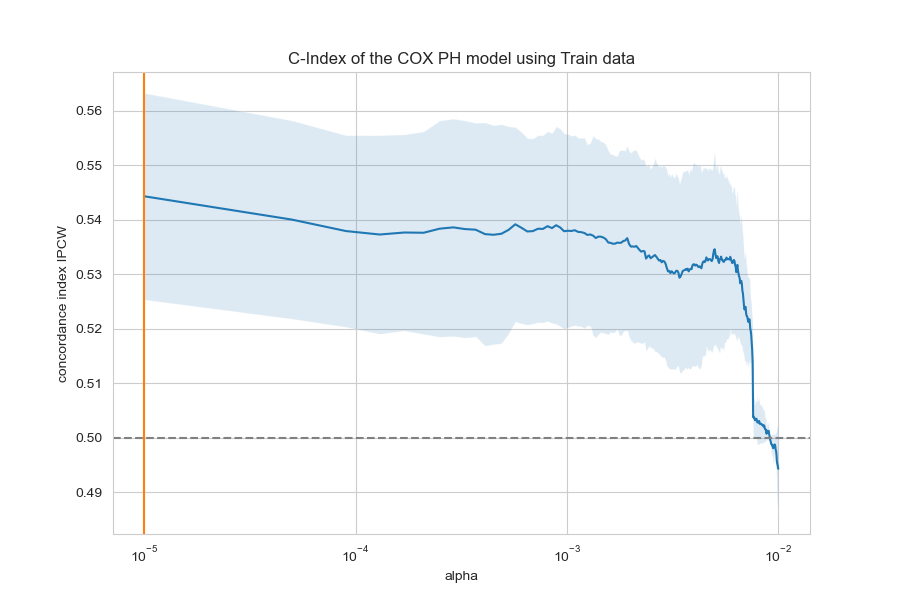 C-Index of the COX PH model using Train data
concordance index IPCW
0.56
0.55
0.54
0.53
0.52
0.51
0.50
0.49
10⁻⁵ 10⁻⁴ 10⁻³ 10⁻²
alpha